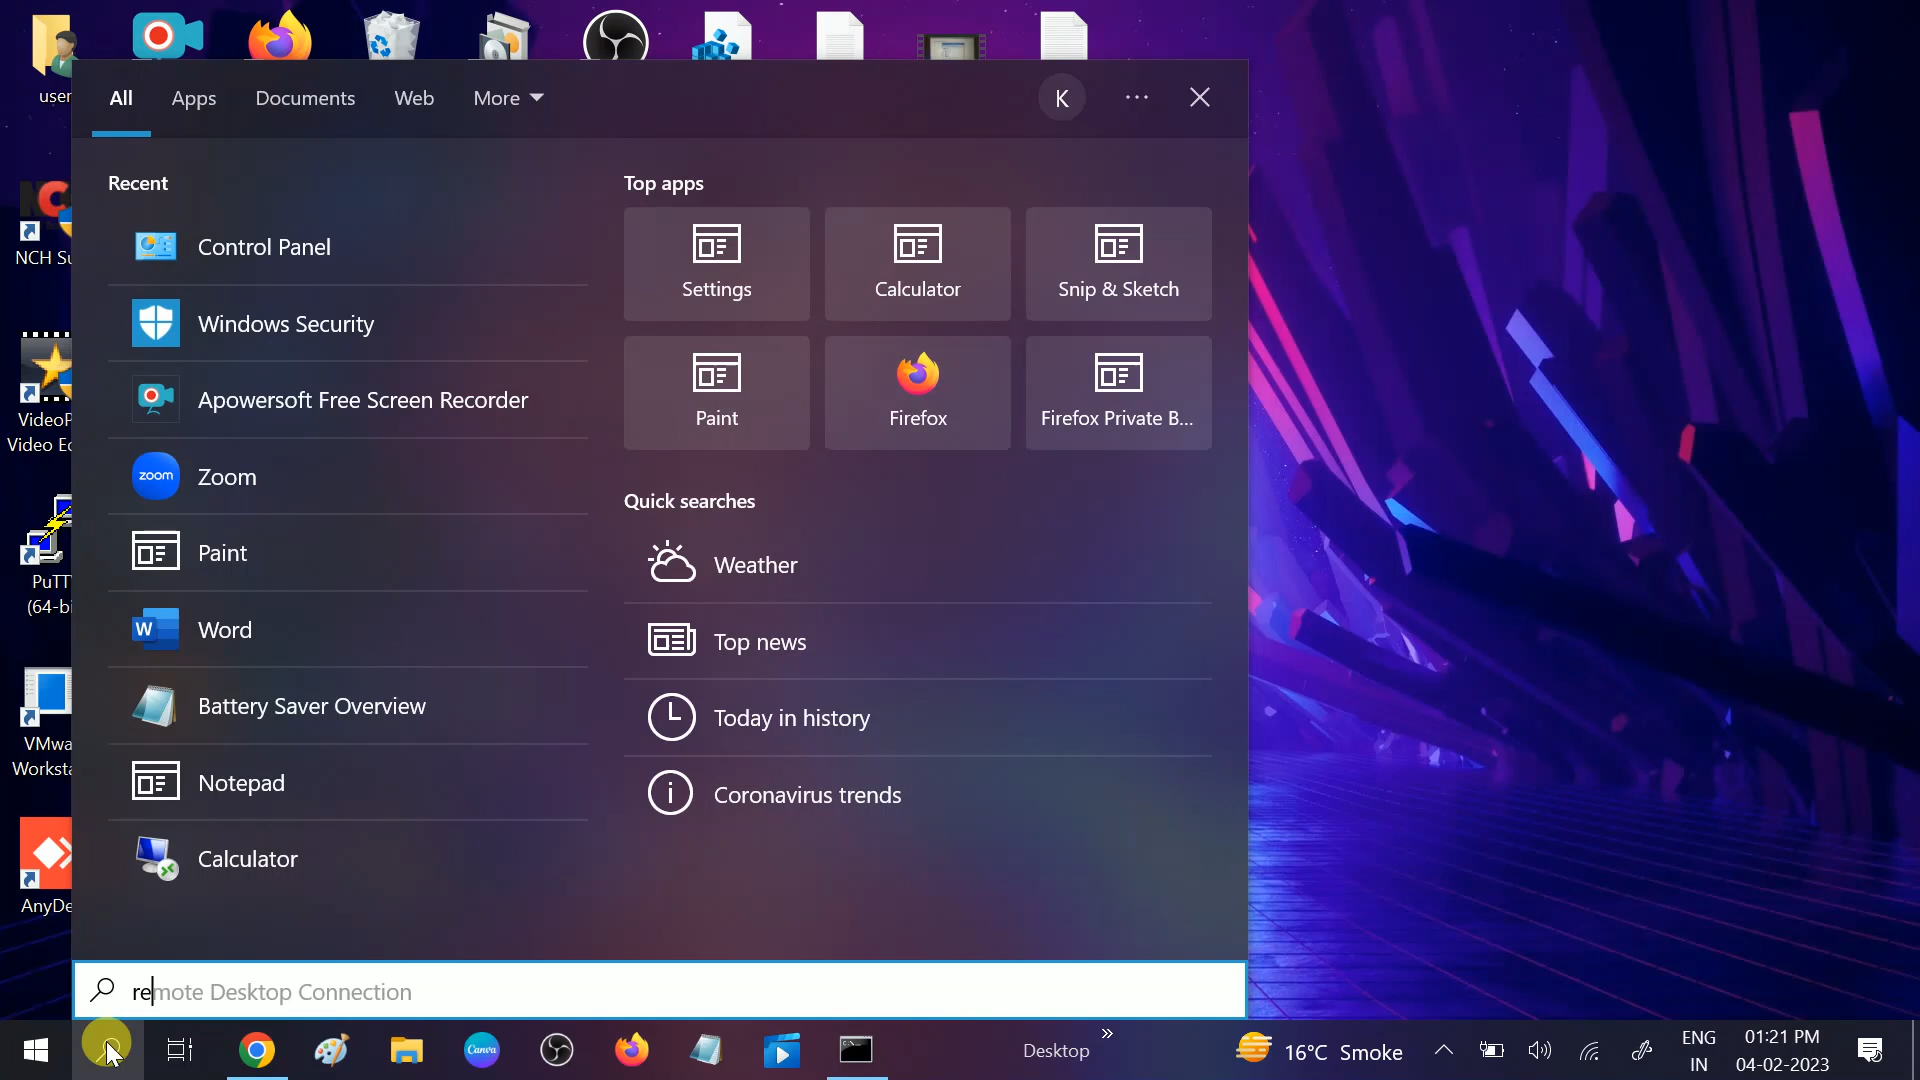 user
NCH Su
VideoP
Video Ed
PuTT
(64-bi
VMwa
Worksta
AnyDe
All
Apps
Documents
Web
More
K
Recent
Control Panel
Windows Security
Apowersoft Free Screen Recorder
zoom
Zoom
Paint
W
Word
Battery Saver Overview
Notepad
Calculator
Top apps
Settings
Calculator
Snip & Sketch
Paint
Firefox
Firefox Private B...
Quick searches
Weather
Top news
Today in history
Coronavirus trends
remote Desktop Connection
Canva
Desktop
16°C Smoke
ENG
IN
01:21 PM
04-02-2023